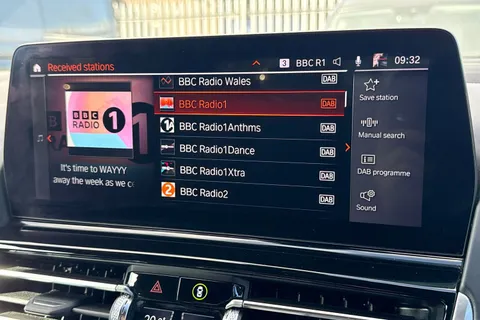 Received stations
3 BBC R1
09:32
BBC Radio Wales DAB
BBC Radio1 DAB
BBC Radio1Anthms DAB
BBC Radio1Dance DAB
BBC Radio1Xtra DAB
BBC Radio2 DAB
BBC
RADIO 1
It's time to WAYYY
away the week as we c
Save station
Manual search
DAB programme
Sound
20